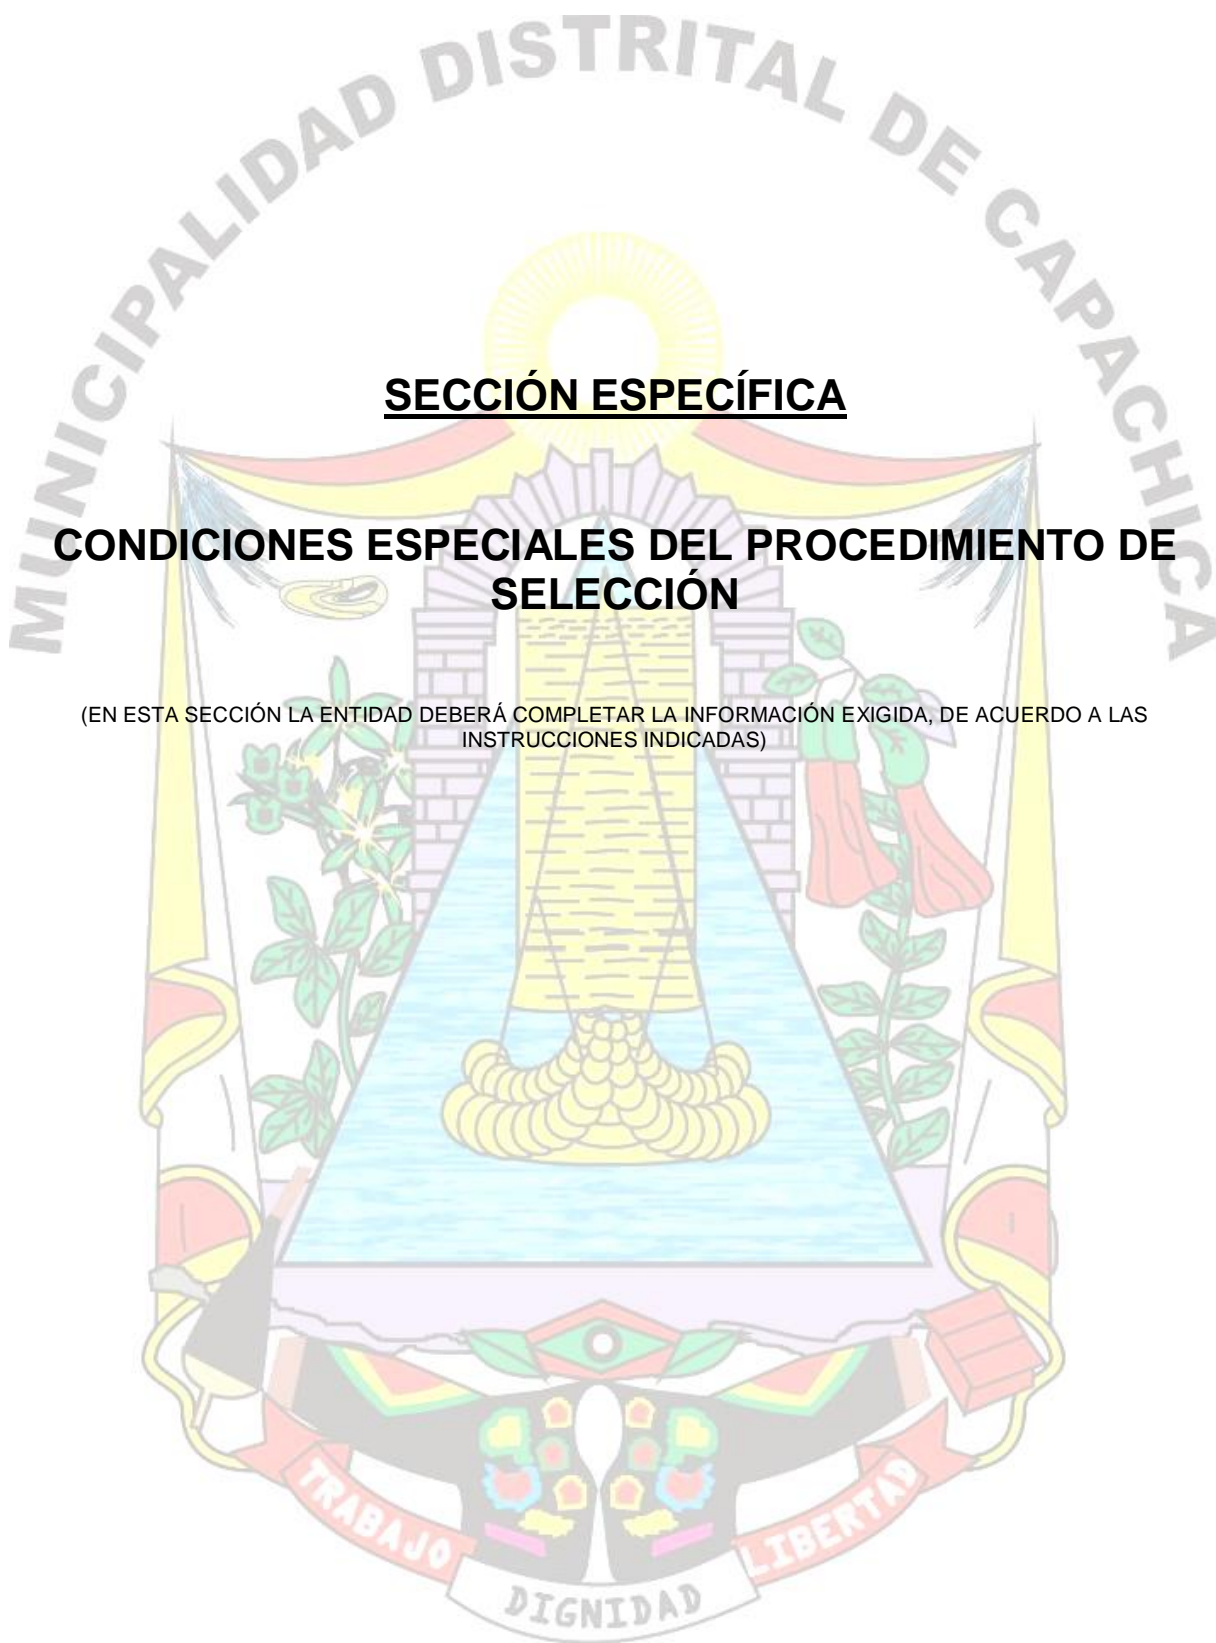 MUNICIPALIDAD DISTRITAL DE CAPACHICA
SECCIÓN ESPECÍFICA
CONDICIONES ESPECIALES DEL PROCEDIMIENTO DE
SELECCIÓN
(EN ESTA SECCIÓN LA ENTIDAD DEBERÁ COMPLETAR LA INFORMACIÓN EXIGIDA, DE ACUERDO A LAS
INSTRUCCIONES INDICADAS)
TRABAJO
DIGNIDAD
LIBERTAD